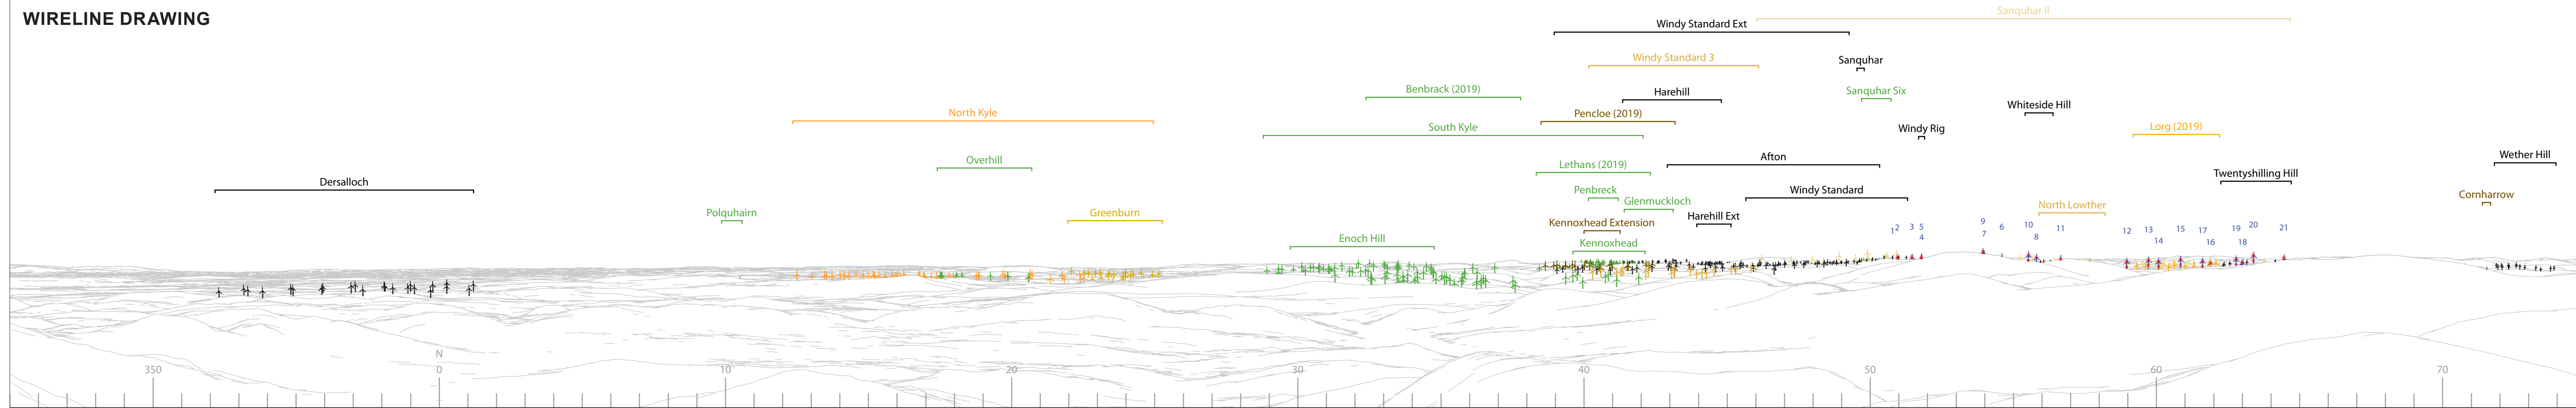 WIRELINE DRAWING
Sanquhar II
Windy Standard Ext
Windy Standard 3
Sanquhar
Benbrack (2019)
Harehill
Sanquhar Six
Whiteside Hill
North Kyle
Pencloe (2019)
South Kyle
Windy Rig
Lorg (2019)
Overhill
Lethans (2019)
Afton
Wether Hill
Dersalloch
Twentyshilling Hill
Penbreck
Windy Standard
Cornharrow
Glenmuckloch
Polquhairn
Greenburn
Kennoxhead Extension
Harehill Ext
North Lowther
Enoch Hill
Kennoxhead
1 2 3 5
4
9
7
6
10
8
11
12 13
14
15
17
16
19
18
20
21
N
350 0 10 20 30 40 50 60 70